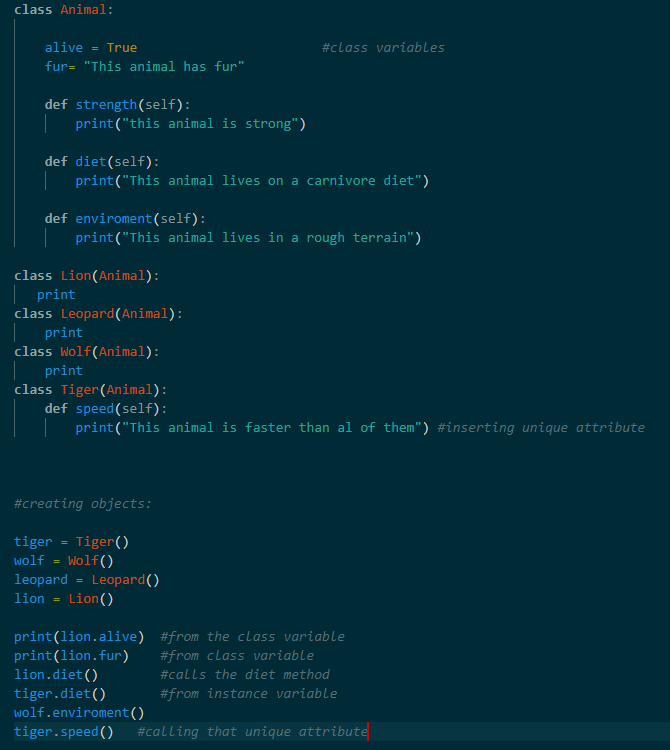 class Animal:
alive = True #class variables
fur= "This animal has fur"
def strength(self):
print("this animal is strong")
def diet(self):
print("This animal lives on a carnivore diet")
def enviroment(self):
print("This animal lives in a rough terrain")
class Lion(Animal):
print
class Leopard(Animal):
print
class Wolf(Animal):
print
class Tiger(Animal):
def speed(self):
print("This animal is faster than al of them") #inserting unique attribute
#creating objects:
tiger = Tiger()
wolf = Wolf()
leopard = Leopard()
lion = Lion()
print(lion.alive) #from the class variable
print(lion.fur) #from class variable
lion.diet() #calls the diet method
tiger.diet() #from instance variable
wolf.enviroment()
tiger.speed() #calling that unique attribute